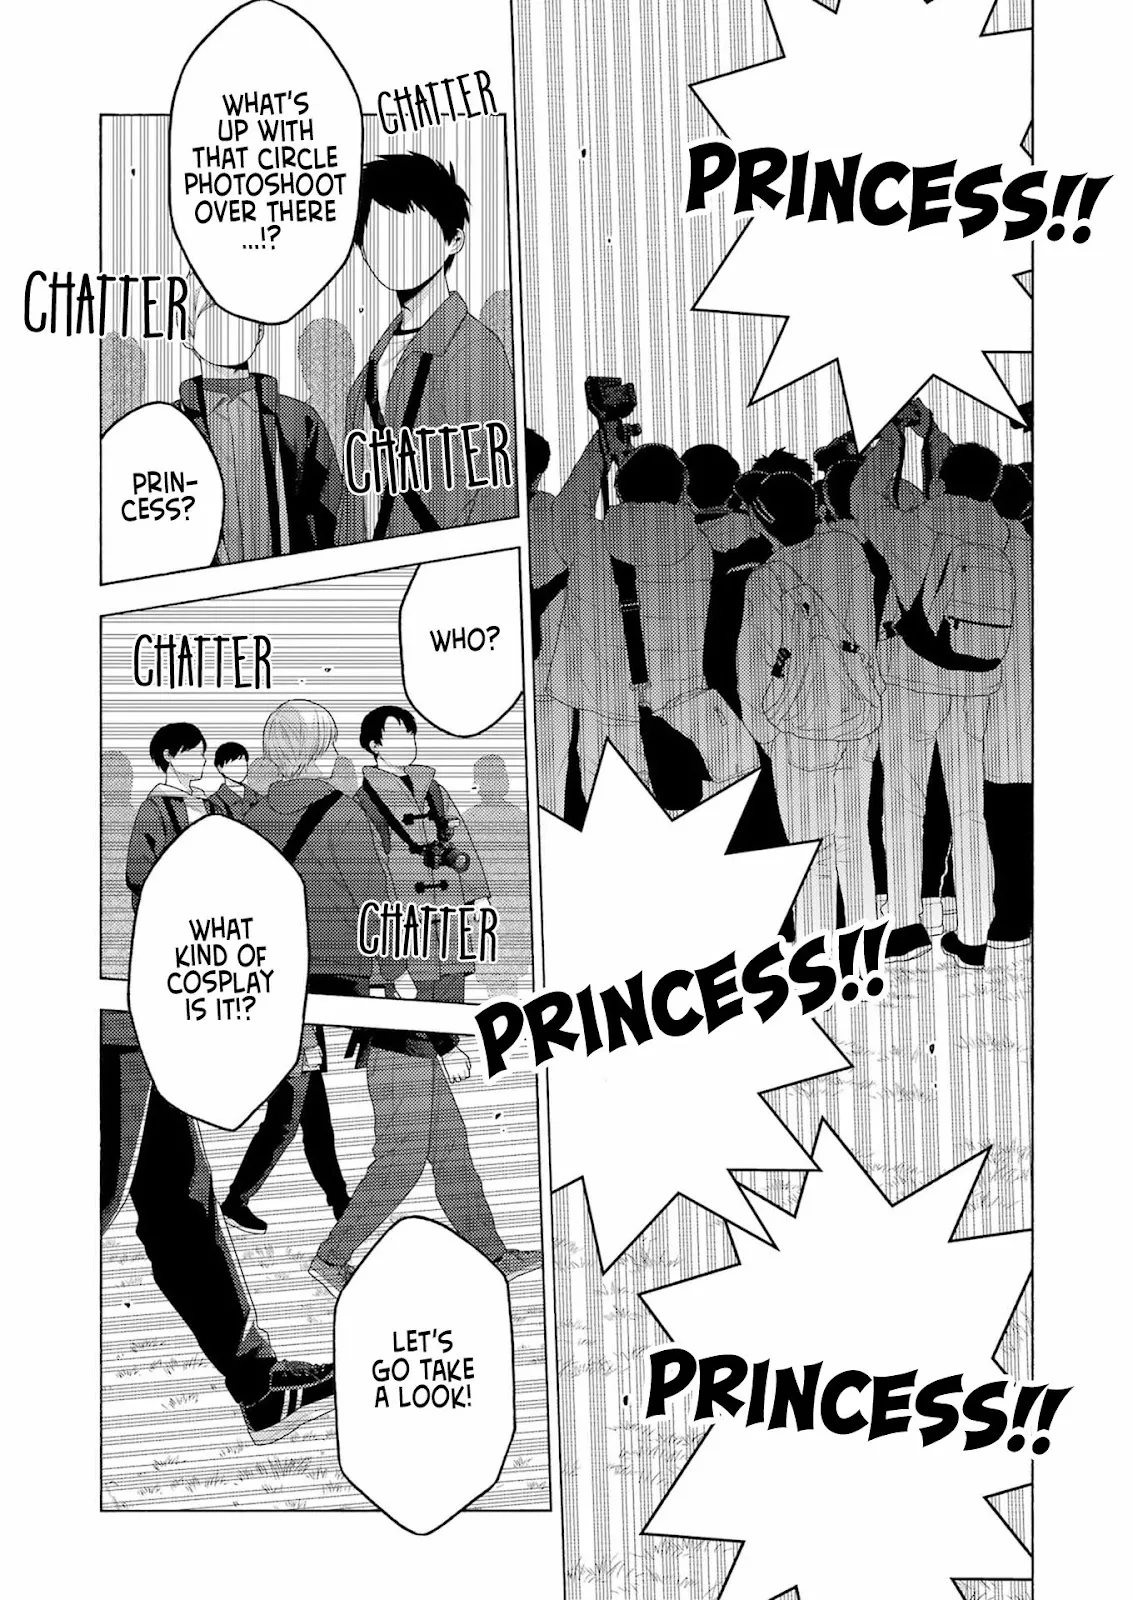 PRINCESS!!
PRINCESS!!
PRINCESS!!
CHATTER
WHAT'S
UP WITH
THAT CIRCLE
PHOTOSHOOT
OVER THERE
...!?
CHATTER
CHATTER
PRIN-
CESS?
WHO?
CHATTER
CHATTER
WHAT
KIND OF
COSPLAY
IS IT!?
LET'S
GO TAKE
A LOOK!